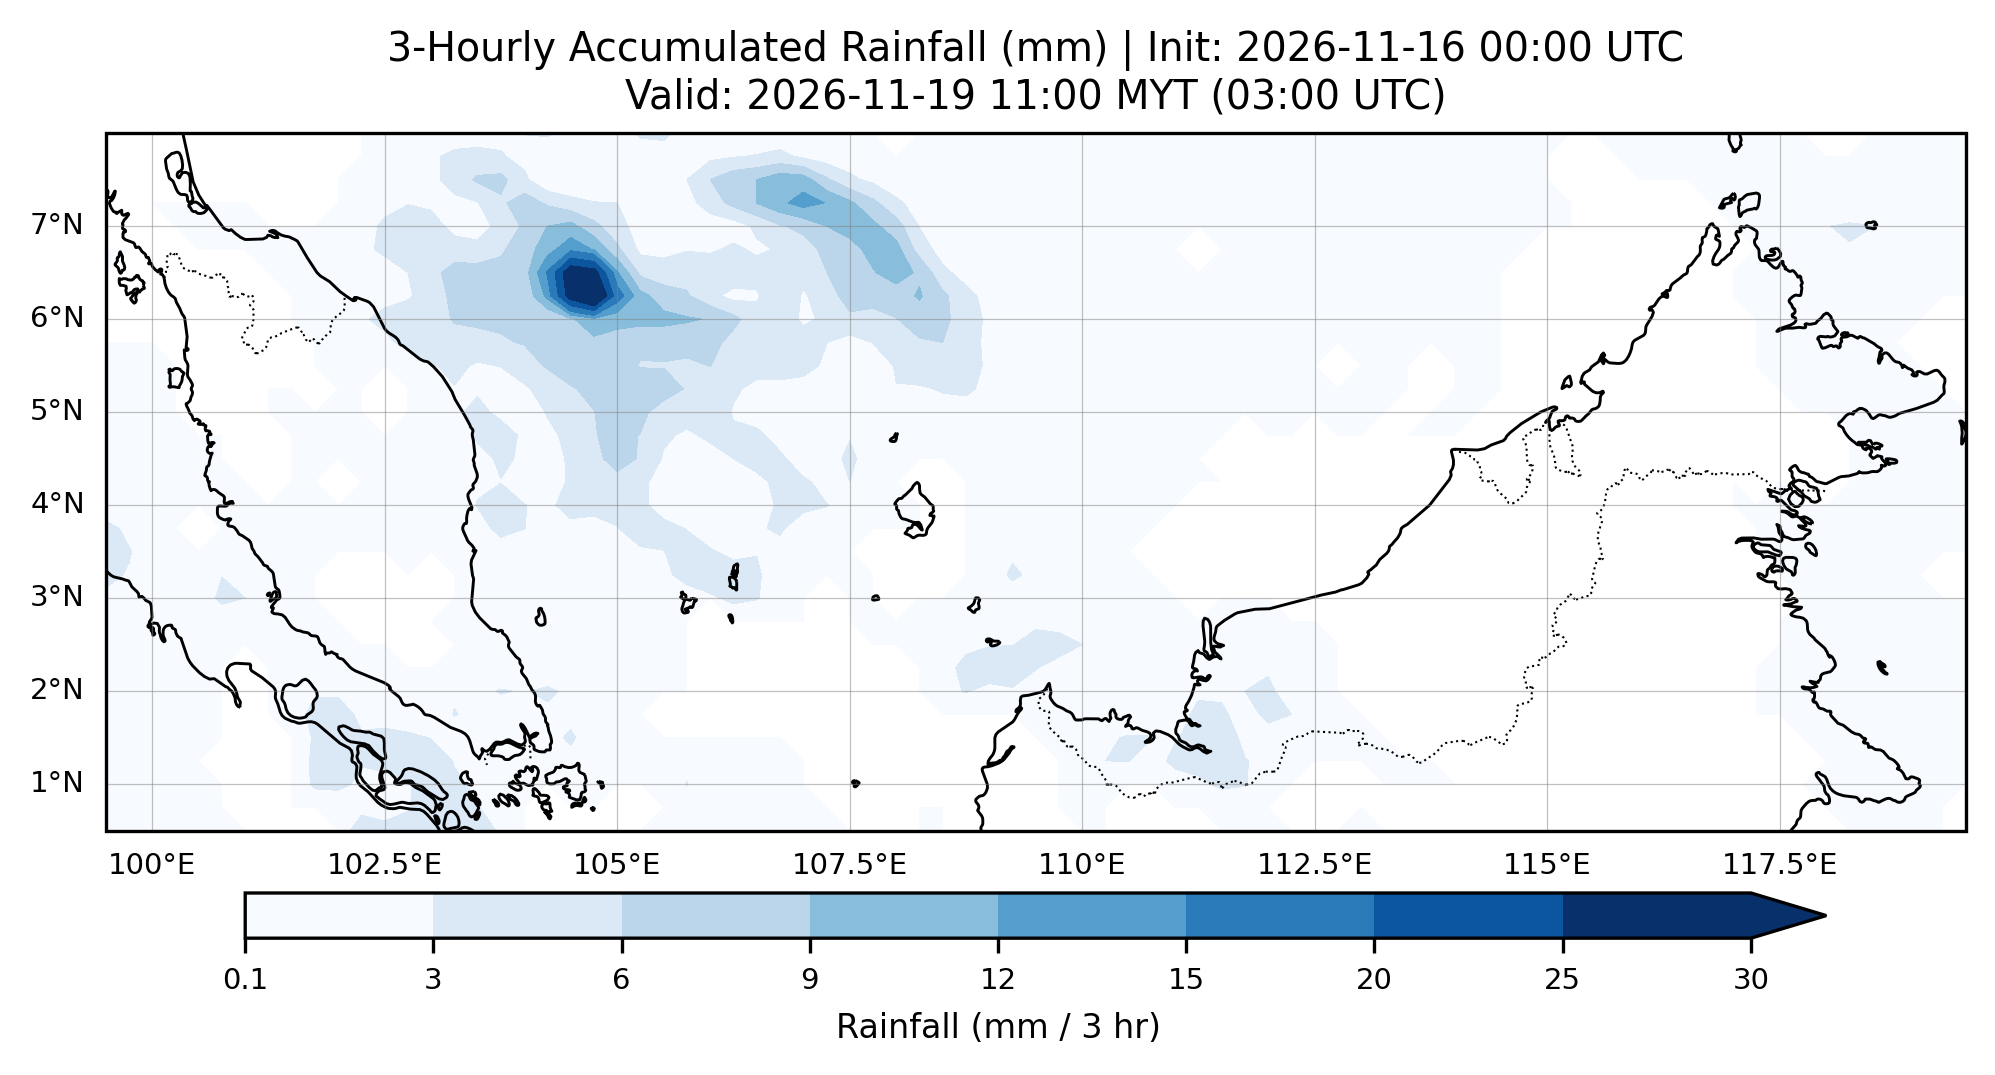 3-Hourly Accumulated Rainfall (mm) | Init: 2026-11-16 00:00 UTC
Valid: 2026-11-19 11:00 MYT (03:00 UTC)
7°N
6°N
5°N
4°N
3°N
2°N
1°N
100°E 102.5°E 105°E 107.5°E 110°E 112.5°E 115°E 117.5°E
0.1 3 6 9 12 15 20 25 30
Rainfall (mm / 3 hr)